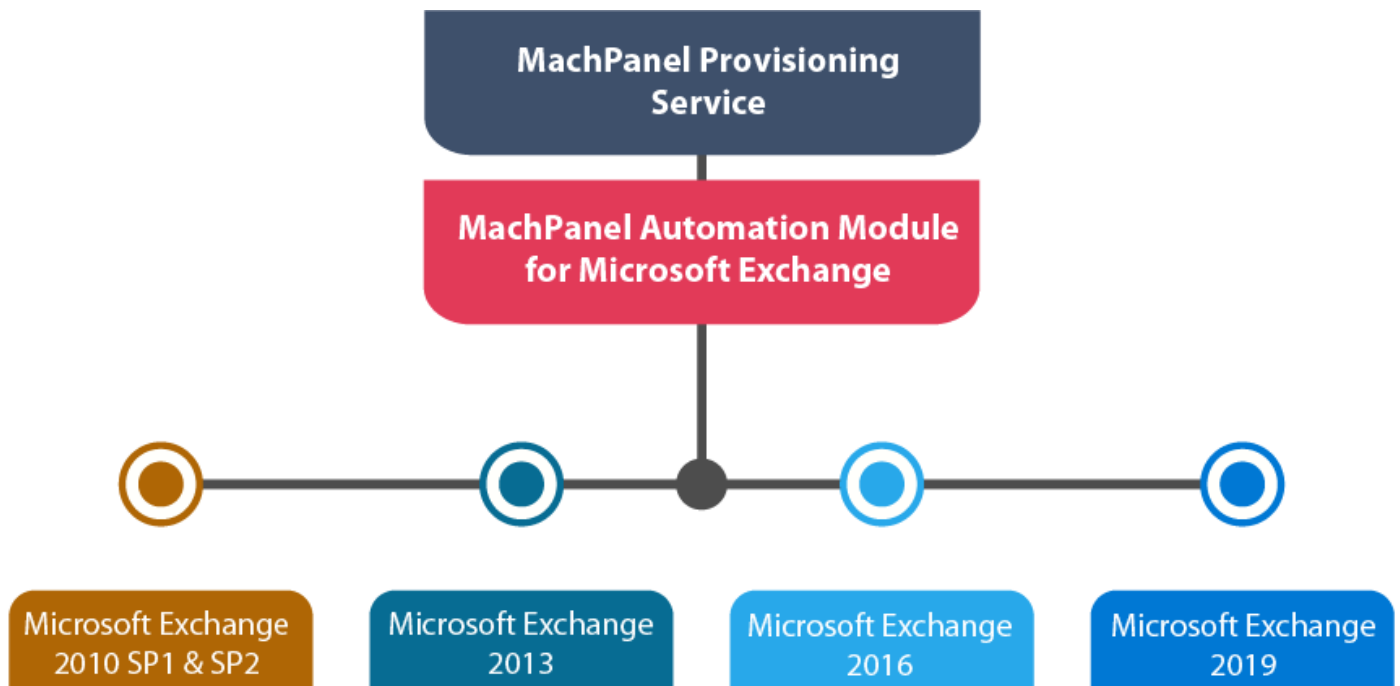 MachPanel Provisioning
Service
MachPanel Automation Module
for Microsoft Exchange
Microsoft Exchange
2010 SP1 & SP2
Microsoft Exchange
2013
Microsoft Exchange
2016
Microsoft Exchange
2019